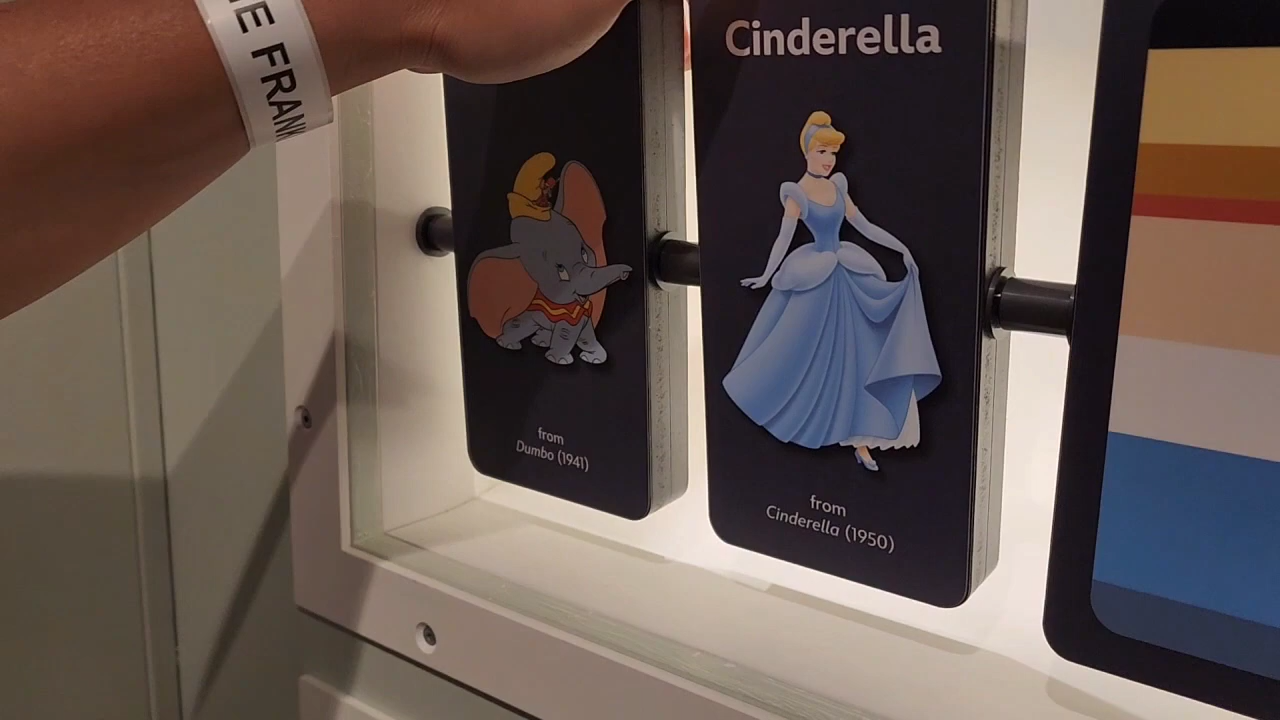 Cinderella
from
Dumbo (1941)
from
Cinderella (1950)